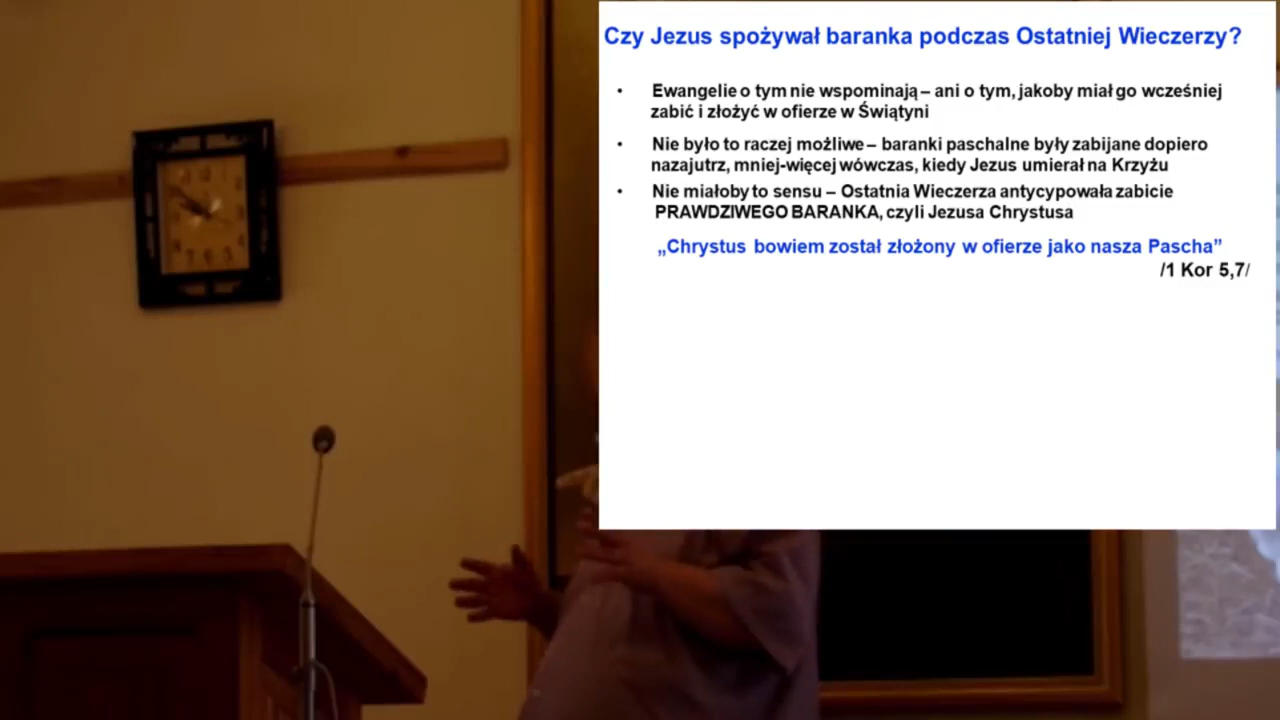 Czy Jezus spożywał baranka podczas Ostatniej Wieczerzy?
• Ewangelie o tym nie wspominają – ani o tym, jakoby miał go wcześniej
zabić i złożyć w ofierze w Świątyni
• Nie było to raczej możliwe – baranki paschalne były zabijane dopiero
nazajutrz, mniej-więcej wówczas, kiedy Jezus umierał na Krzyżu
• Nie miałoby to sensu – Ostatnia Wieczerza antycypowała zabicie
PRAWDZIWEGO BARANKA, czyli Jezusa Chrystusa
„Chrystus bowiem został złożony w ofierze jako nasza Pascha”
/1 Kor 5,7/